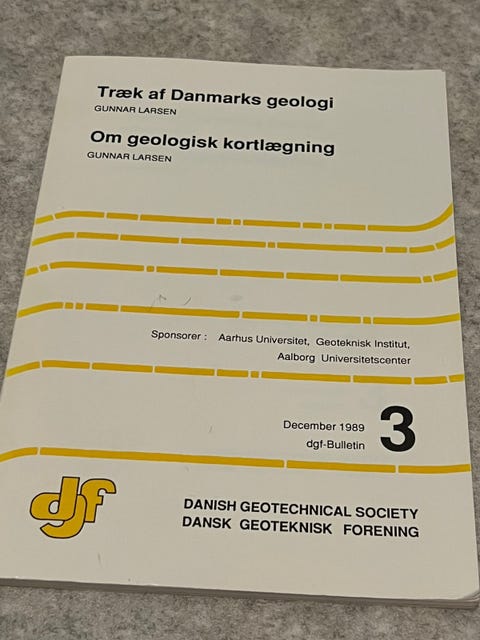 Træk af Danmarks geologi
GUNNAR LARSEN
Om geologisk kortlægning
GUNNAR LARSEN
Sponsorer : Aarhus Universitet, Geoteknisk Institut,
Aalborg Universitetscenter
December 1989
dgf-Bulletin
3
dgf
DANISH GEOTECHNICAL SOCIETY
DANSK GEOTEKNISK FORENING